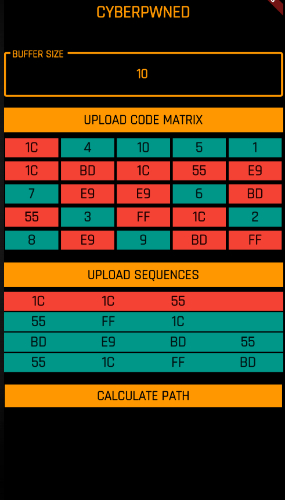 CYBERPWNED
BUFFER SIZE
10
UPLOAD CODE MATRIX
1C 4 10 5 1
1C BD 1C 55 E9
7 E9 E9 6 BD
55 3 FF 1C 2
8 E9 9 BD FF
UPLOAD SEQUENCES
1C 1C 55
55 FF 1C
BD E9 BD 55
55 1C FF BD
CALCULATE PATH